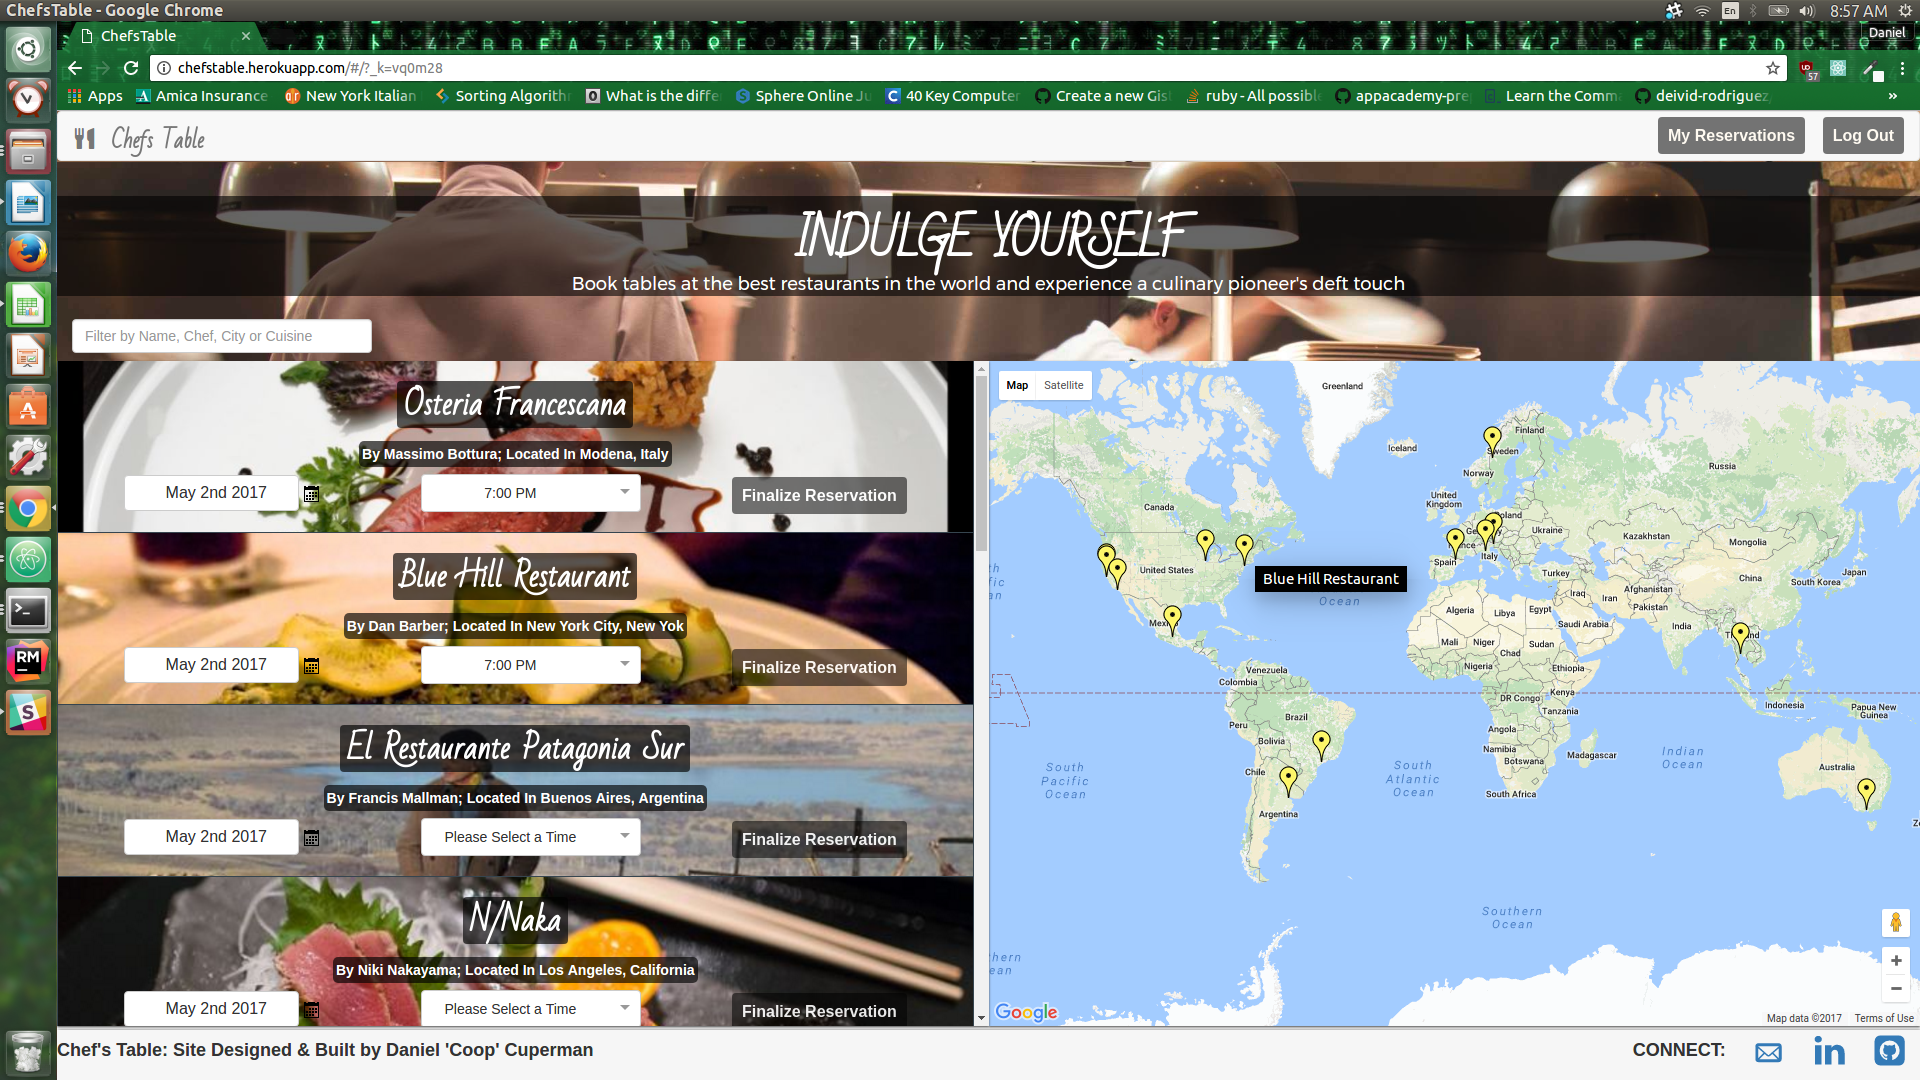 ChefsTable - Google Chrome
En
8:57 AM
ChefsTable
Daniel
chefstable.herokuapp.com/#/?_k=vq0m28
57
Apps
Amica Insurance
New York Italian
Sorting Algorith
What is the diffe
Sphere Online Ju
40 Key Computer
Create a new Gis
ruby - All possible
appacademy-pre
Learn the Comma
deivid-rodriguez
»
Chefs Table
My Reservations
Log Out
INDULGE YOURSELF
Book tables at the best restaurants in the world and experience a culinary pioneer's deft touch
Filter by Name, Chef, City or Cuisine
Osteria Francescana
By Massimo Bottura; Located In Modena, Italy
May 2nd 2017
7:00 PM
Finalize Reservation
Blue Hill Restaurant
By Dan Barber; Located In New York City, New Yok
May 2nd 2017
7:00 PM
Finalize Reservation
El Restaurante Patagonia Sur
By Francis Mallman; Located In Buenos Aires, Argentina
May 2nd 2017
Please Select a Time
Finalize Reservation
N/Naka
By Niki Nakayama; Located In Los Angeles, California
May 2nd 2017
Please Select a Time
Finalize Reservation
Map
Satellite
Greenland
Iceland
Finland
Sweden
Norway
Russia
United
Kingdom
Canada
Poland
Ukraine
Kazakhstan
Mongolia
Italy
Spain
United States
Blue Hill Restaurant
Ocean
Turkey
China
South Korea
Japan
Iraq
Iran
Afghanistan
Pakistan
Algeria
Libya
Egypt
Saudi Arabia
India
Mali
Niger
Sudan
Chad
Nigeria
Ethiopia
Venezuela
Colombia
DR Congo
Kenya
Tanzania
Indonesia
Papua New
Guinea
Peru
Brazil
Angola
Bolivia
Namibia
Botswana
Madagascar
Indian
Ocean
Chile
South
Pacific
Ocean
South
Atlantic
Ocean
South Africa
Australia
Argentina
Southern
Ocean
Google
Map data ©2017
Terms of Use
Chef's Table: Site Designed & Built by Daniel 'Coop' Cuperman
CONNECT:
in
RM
S